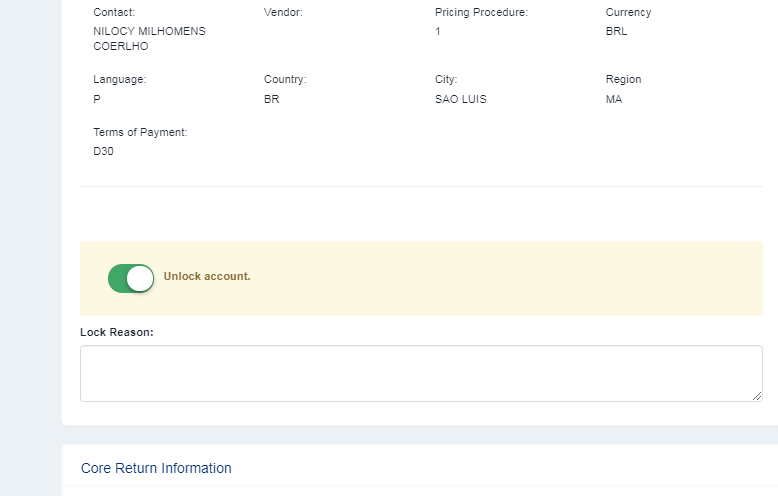 Contact:
Vendor:
Pricing Procedure:
Currency
NILOCY MILHOMENS
COERLHO
1
BRL
Language:
Country:
City:
Region
P
BR
SAO LUIS
MA
Terms of Payment:
D30
Unlock account.
Lock Reason:
Core Return Information